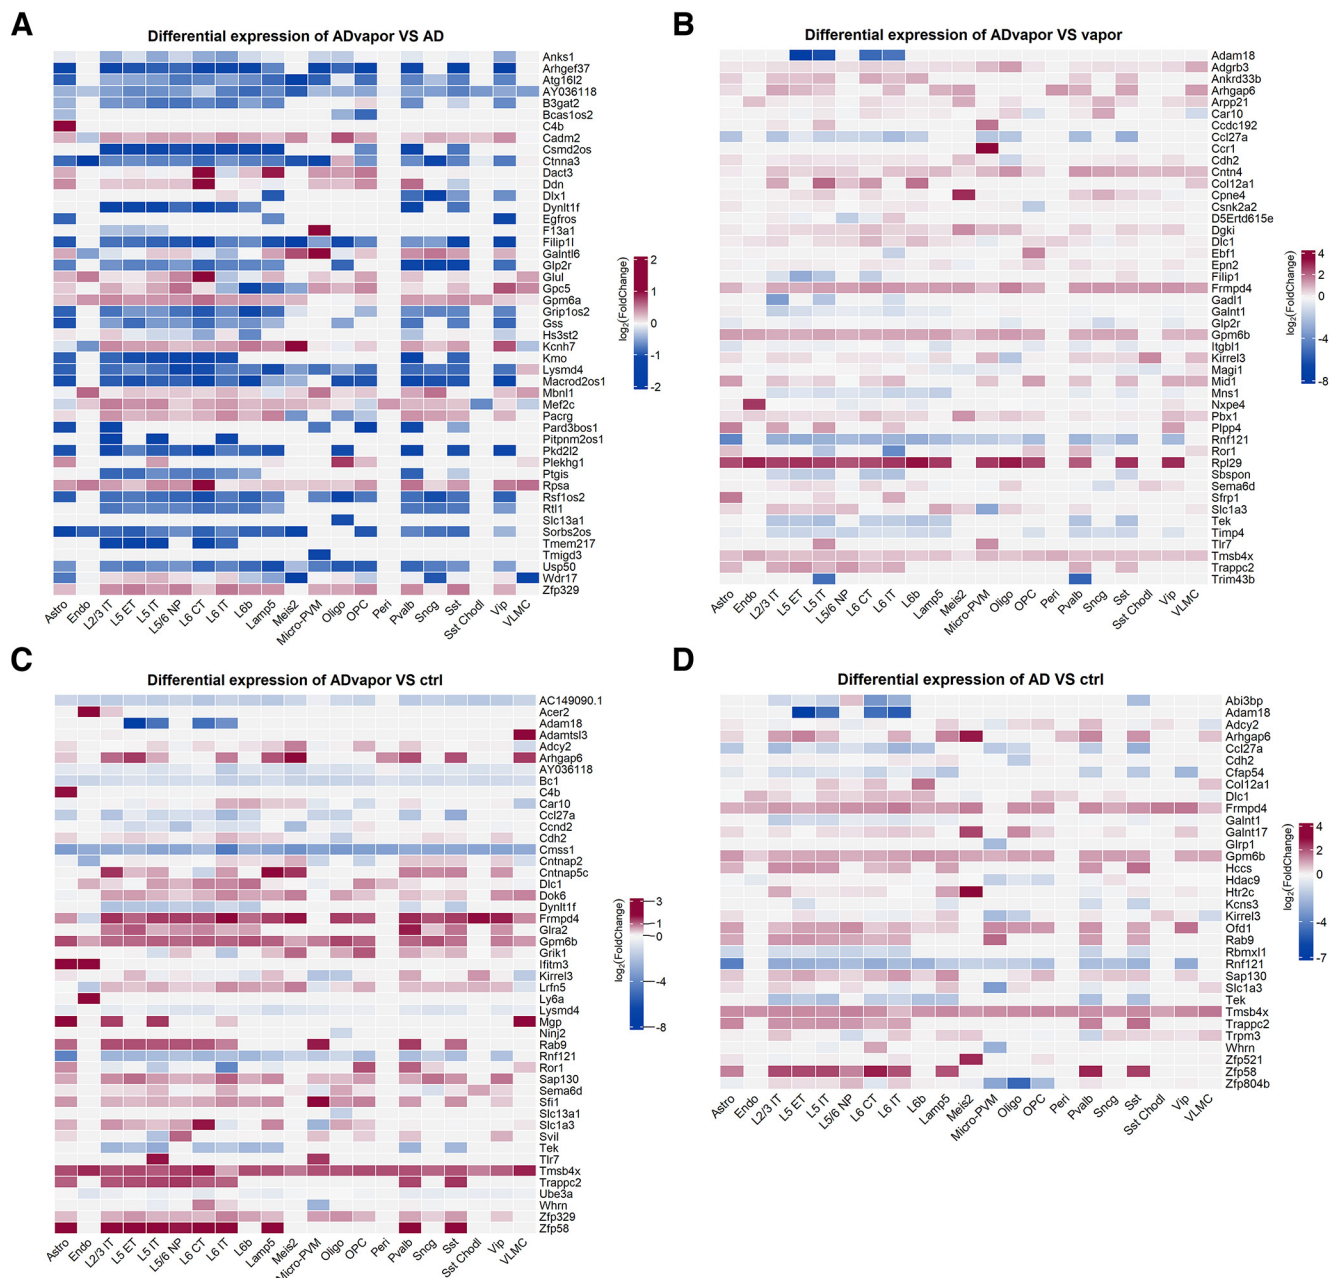 A
Differential expression of ADvapor VS AD
Anks1
Arhgef37
Atg16l2
AY036118
B3gat2
Bcas1os2
C4b
Cadm2
Csmd2os
Ctnna3
Dact3
Ddn
Dlx1
Dynlt1f
Egfros
F13a1
Filip1l
Galntl6
Glp2r
Glul
Gpc5
Gpm6a
Grip1os2
Gss
Hs3st2
Kcnh7
Kmo
Lysmd4
Macrod2os1
Mbnl1
Mef2c
Pacrg
Pard3bos1
Pitpnm2os1
Pkd2l2
Plekhg1
Ptgis
Rpsa
Rsf1os2
Rtl1
Slc13a1
Sorbs2os
Tmem217
Tmigd3
Usp50
Wdr17
Zfp329
Astro
Endo
L2/3 IT
L5 ET
L5 IT
L5/6 NP
L6 CT
L6 IT
L6b
Lamp5
Meis2
Micro-PVM
Oligo
OPC
Peri
Pvalb
Sncg
Sst
Sst Chodl
Vip
VLMC
log2(FoldChange)
2
1
0
-1
-2
B
Differential expression of ADvapor VS vapor
Adam18
Adgrb3
Ankrd33b
Arhgap6
Arpp21
Car10
Ccdc192
Ccl27a
Ccr1
Cdh2
Cntn4
Col12a1
Cpne4
Csnk2a2
D5Ertd615e
Dgki
Dlc1
Ebf1
Epn2
Filip1
Frmpd4
Gadl1
Galnt1
Glp2r
Gpm6b
Itgbl1
Kirrel3
Magi1
Mid1
Mns1
Nxpe4
Pbx1
Plpp4
Rnf121
Ror1
Rpl29
Sbspon
Sema6d
Sfrp1
Slc1a3
Tek
Timp4
Tlr7
Tmsb4x
Trappc2
Trim43b
Astro
Endo
L2/3 IT
L5 ET
L5 IT
L5/6 NP
L6 CT
L6 IT
L6b
Lamp5
Meis2
Micro-PVM
Oligo
OPC
Peri
Pvalb
Sncg
Sst
Sst Chodl
Vip
VLMC
log2(FoldChange)
4
2
0
-4
-8
C
Differential expression of ADvapor VS ctrl
AC149090.1
Acer2
Adam18
Adamtsl3
Adcy2
Arhgap6
AY036118
Bc1
C4b
Car10
Ccl27a
Ccnd2
Cdh2
Cmss1
Cntnap2
Cntnap5c
Dlc1
Dok6
Dynlt1f
Frmpd4
Glra2
Gpm6b
Grik1
Ifitm3
Kirrel3
Lrfn5
Ly6a
Lysmd4
Mgp
Ninj2
Rab9
Rnf121
Ror1
Sap130
Sema6d
Sfi1
Slc13a1
Slc1a3
Svil
Tek
Tlr7
Tmsb4x
Trappc2
Ube3a
Whrn
Zfp329
Zfp58
Astro
Endo
L2/3 IT
L5 ET
L5 IT
L5/6 NP
L6 CT
L6 IT
L6b
Lamp5
Meis2
Micro-PVM
Oligo
OPC
Peri
Pvalb
Sncg
Sst
Sst Chodl
Vip
VLMC
log2(FoldChange)
3
1
0
-4
-8
D
Differential expression of AD VS ctrl
Abi3bp
Adam18
Adcy2
Arhgap6
Ccl27a
Cdh2
Cfap54
Col12a1
Dlc1
Frmpd4
Galnt1
Galnt17
Glrp1
Gpm6b
Hccs
Hdac9
Htr2c
Kcns3
Kirrel3
Ofd1
Rab9
Rbmxl1
Rnf121
Sap130
Slc1a3
Tek
Tmsb4x
Trappc2
Trpm3
Whrn
Zfp521
Zfp58
Zfp804b
Astro
Endo
L2/3 IT
L5 ET
L5 IT
L5/6 NP
L6 CT
L6 IT
L6b
Lamp5
Meis2
Micro-PVM
Oligo
OPC
Peri
Pvalb
Sncg
Sst
Sst Chodl
Vip
VLMC
log2(FoldChange)
4
2
0
-4
-7